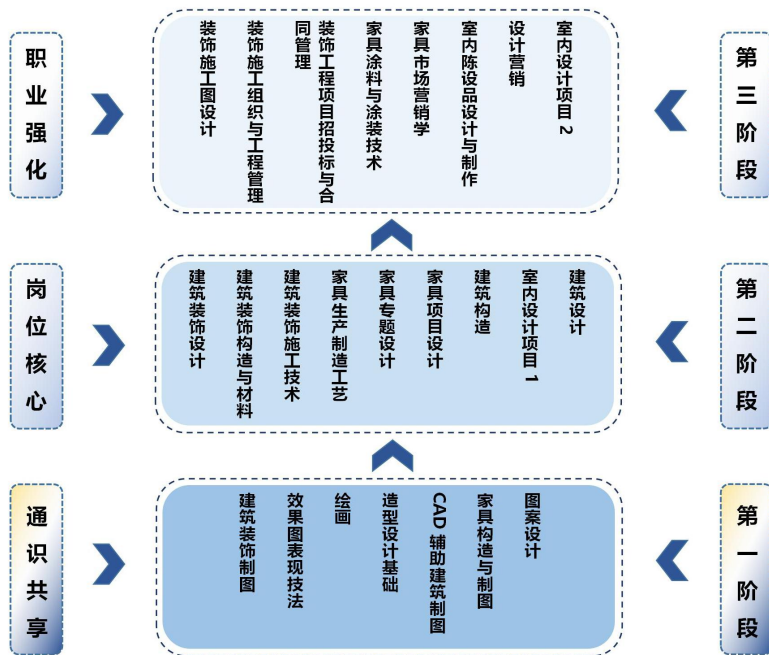 职业强化
装饰施工图设计
装饰施工组织与工程管理
装饰工程项目招投标与合
同管理
家具涂料与涂装技术
家具市场营销学
室内陈设品设计与制作
设计营销
室内设计项目 2
第三阶段
岗位核心
建筑装饰设计
建筑装饰构造与材料
建筑装饰施工技术
家具生产制造工艺
家具专题设计
家具项目设计
建筑构造
室内设计项目 1
建筑设计
第二阶段
通识共享
建筑装饰制图
效果图表现技法
绘画
造型设计基础
CAD 辅助建筑制图
家具构造与制图
图案设计
第一阶段